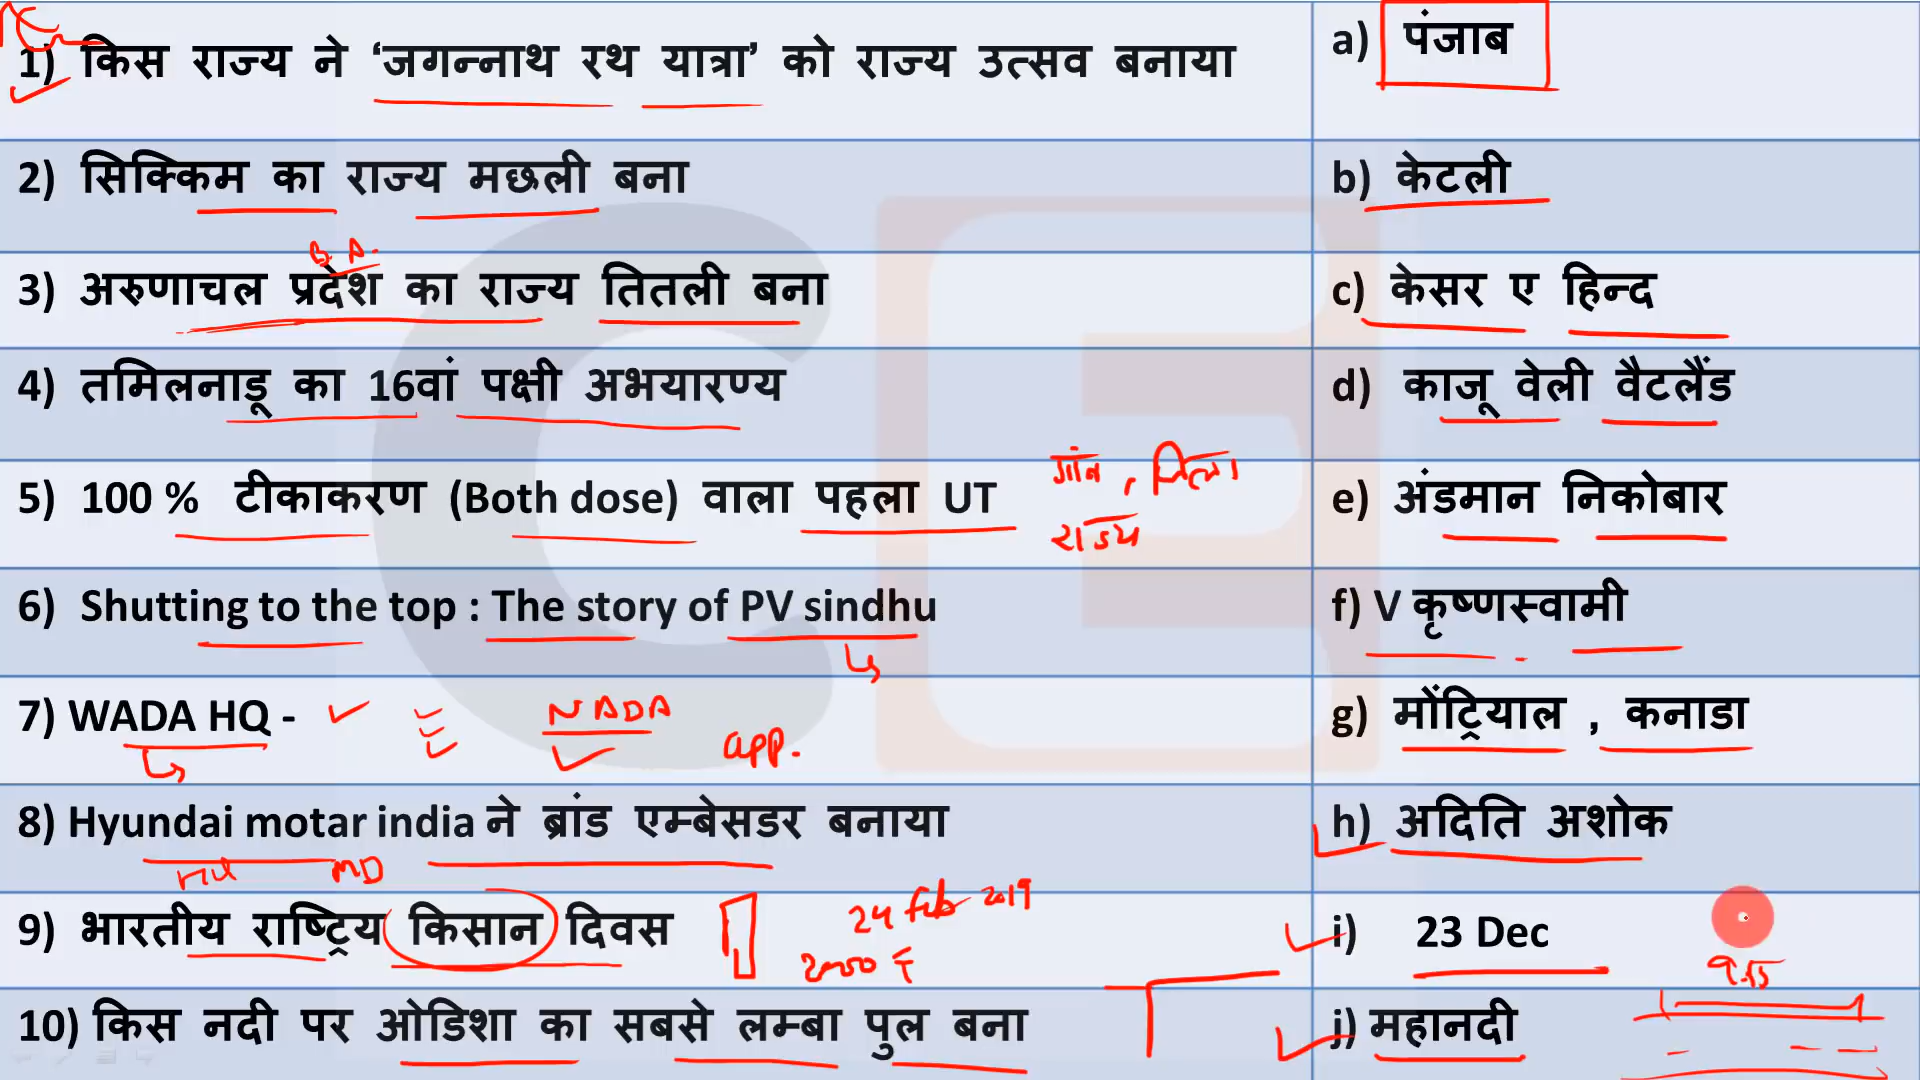 1) किस राज्य ने ‘जगन्नाथ रथ यात्रा’ को राज्य उत्सव बनाया
a) पंजाब
2) सिक्किम का राज्य मछली बना
b) केटली
B. A.
3) अरुणाचल प्रदेश का राज्य तितली बना
c) केसर ए हिन्द
4) तमिलनाडू का 16वां पक्षी अभयारण्य
d) काजू वेली वैटलैंड
5) 100 % टीकाकरण (Both dose) वाला पहला UT
राज्य
e) अंडमान निकोबार
6) Shutting to the top : The story of PV sindhu
f) V कृष्णस्वामी
7) WADA HQ -
NADA
app.
g) मोंट्रियाल , कनाडा
8) Hyundai motar india ने ब्रांड एम्बेसडर बनाया
MD
h) अदिति अशोक
9) भारतीय राष्ट्रिय किसान दिवस
24 Feb 2019
i) 23 Dec
10) किस नदी पर ओडिशा का सबसे लम्बा पुल बना
j) महानदी